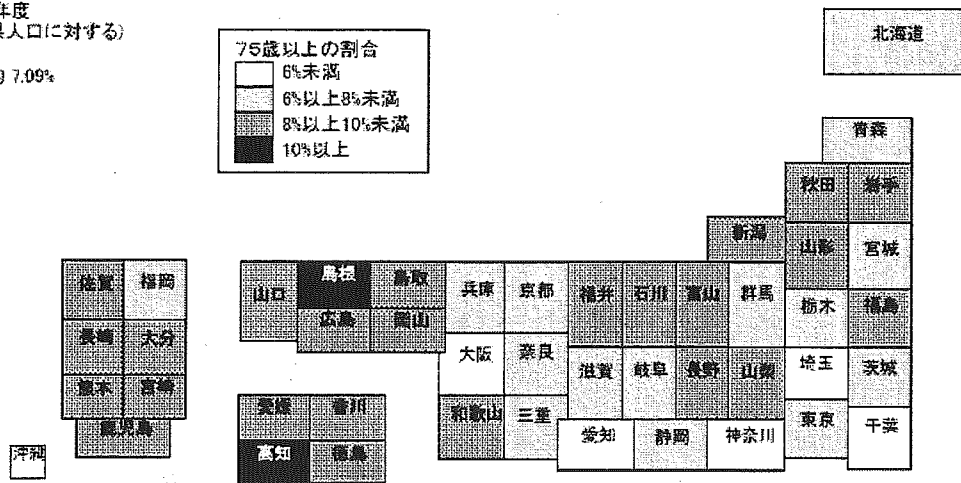 年度
人口に対する)
7.09%
75歳以上の割合
6%未満
6%以上8%未満
8%以上10%未満
10%以上
北海道
青森
秋田 岩手
新潟 山形 宮城
佐賀 福岡 山口 島根 鳥取 兵庫 京都 福井 石川 富山 群馬 栃木 福島
長崎 大分 広島 岡山 大阪 奈良 滋賀 岐阜 長野 山梨 埼玉 茨城
熊本 宮崎 愛媛 香川 和歌山 三重 愛知 静岡 神奈川 東京 千葉
鹿児島 高知 徳島
沖縄